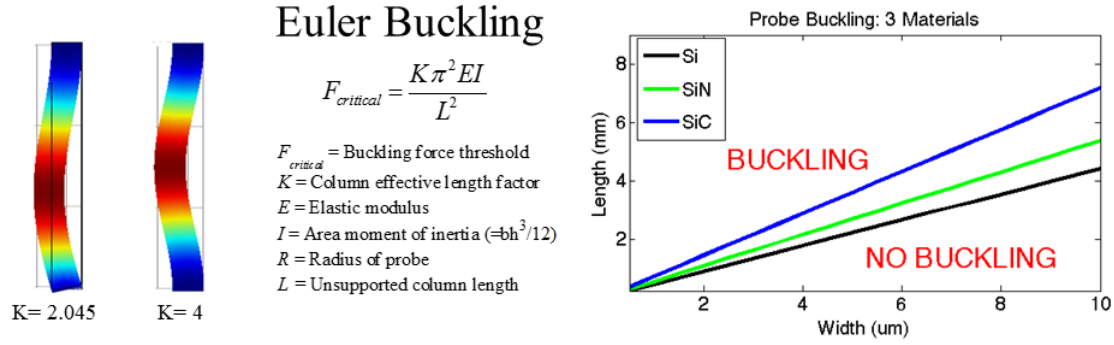 Euler Buckling
F_critical = Kπ²EI / L²
F_critical = Buckling force threshold
K = Column effective length factor
E = Elastic modulus
I = Area moment of inertia (=bh³/12)
R = Radius of probe
L = Unsupported column length
K= 2.045
K= 4
Probe Buckling: 3 Materials
Si
SiN
SiC
BUCKLING
NO BUCKLING
Length (mm)
8
6
4
2
2
4
6
8
10
Width (um)